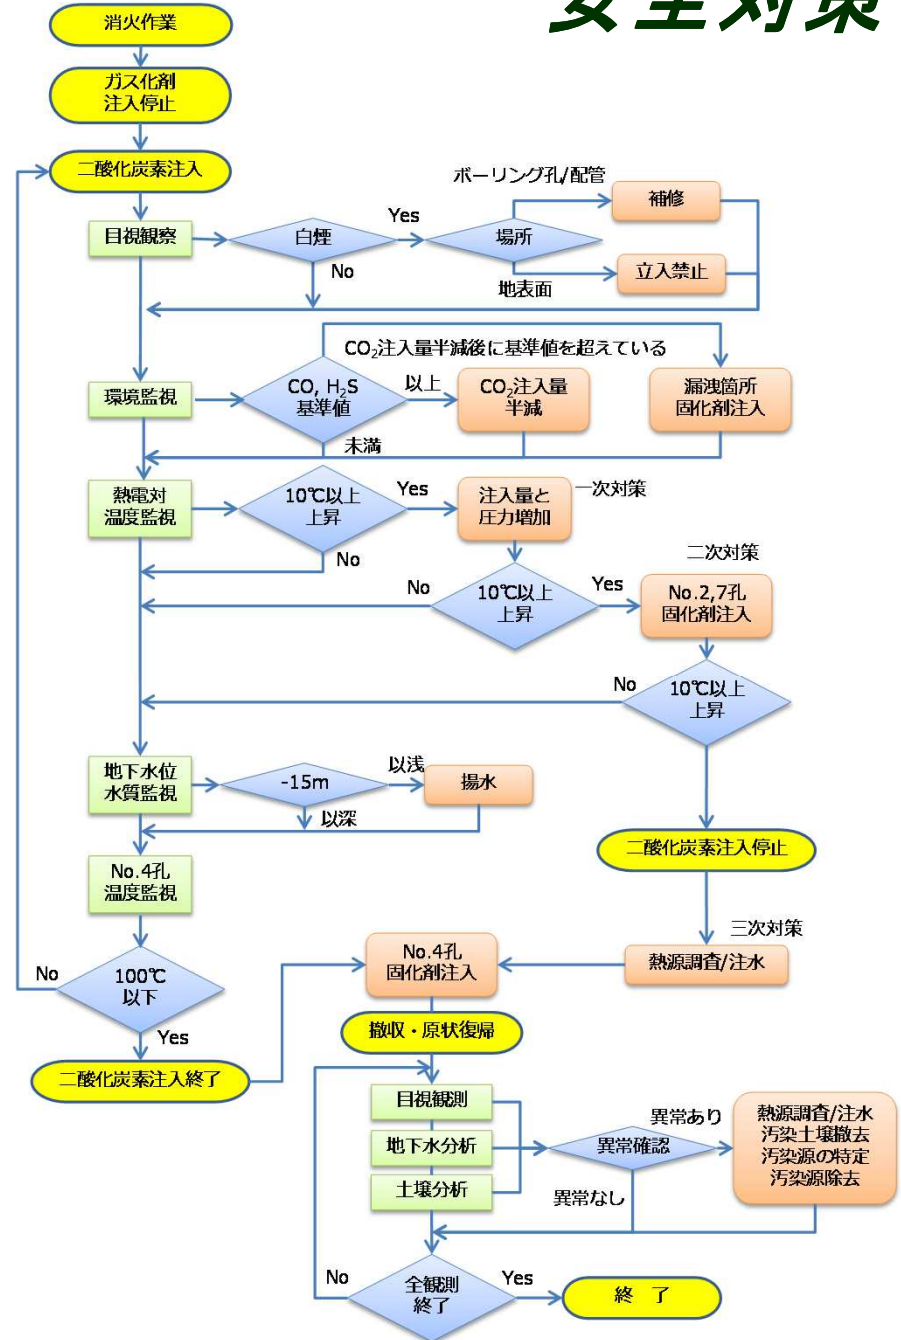 安全対策
消火作業
ガス化剤
注入停止
二酸化炭素注入
ボーリング孔/配管
補修
目視観察
白煙
Yes
場所
No
立入禁止
地表面
CO₂注入量半減後に基準値を超えている
環境監視
CO, H₂S
基準値
以上
CO₂注入量
半減
漏洩箇所
固化剤注入
未満
熱電対
温度監視
10℃以上
上昇
Yes
注入量と
圧力増加
一次対策
No
二次対策
No
10℃以上
上昇
Yes
No.2,7孔
固化剤注入
No
10℃以上
上昇
地下水位
水質監視
-15m
以浅
揚水
以深
二酸化炭素注入停止
No.4孔
温度監視
三次対策
No
100℃
以下
No.4孔
固化剤注入
熱源調査/注水
Yes
撤収・原状復帰
二酸化炭素注入終了
目視観測
地下水分析
土壌分析
異常確認
異常あり
熱源調査/注水
汚染土壌撤去
汚染源の特定
汚染源除去
異常なし
No
全観測
終了
Yes
終　了